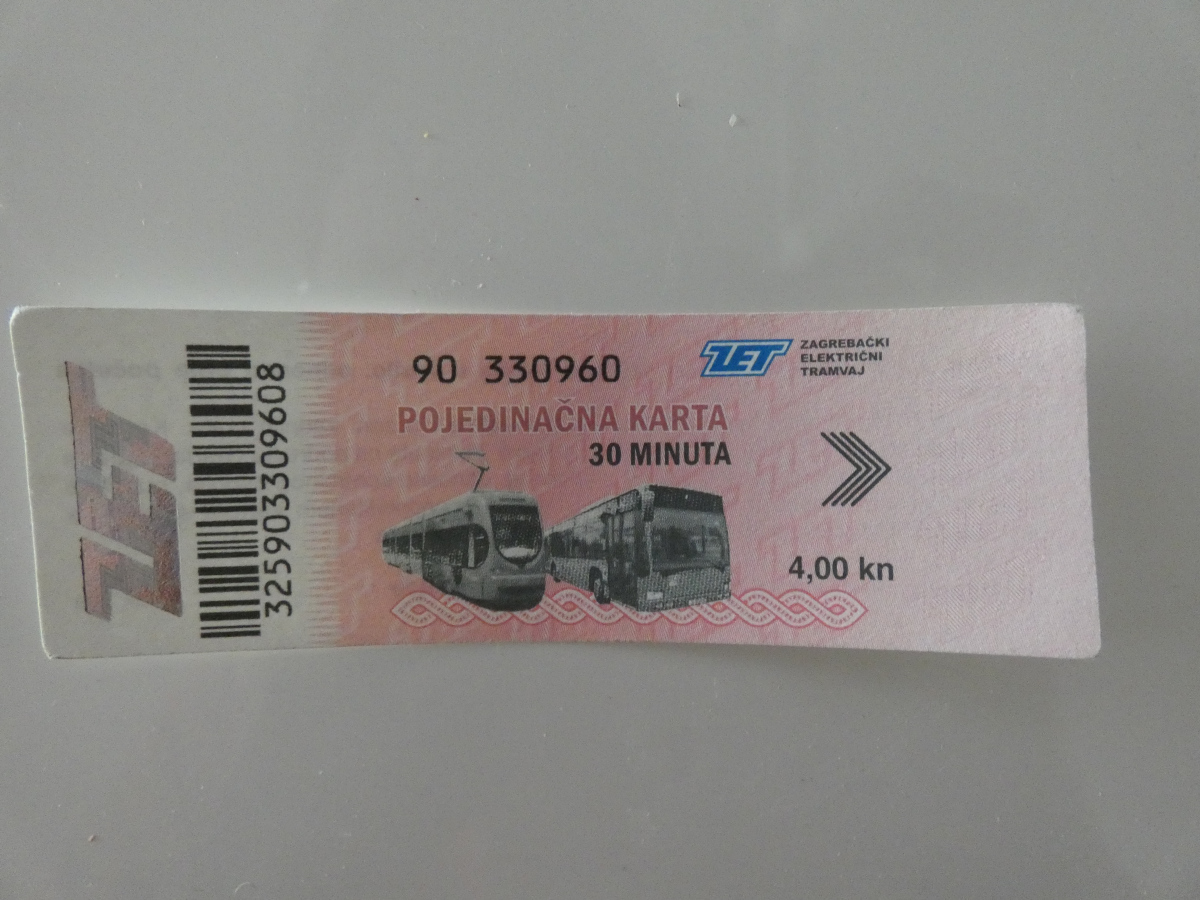 ZET
3259033309608
90 330960
ZET
ZAGREBAČKI
ELEKTRIČNI
TRAMVAJ
POJEDINAČNA KARTA
30 MINUTA
4,00 kn